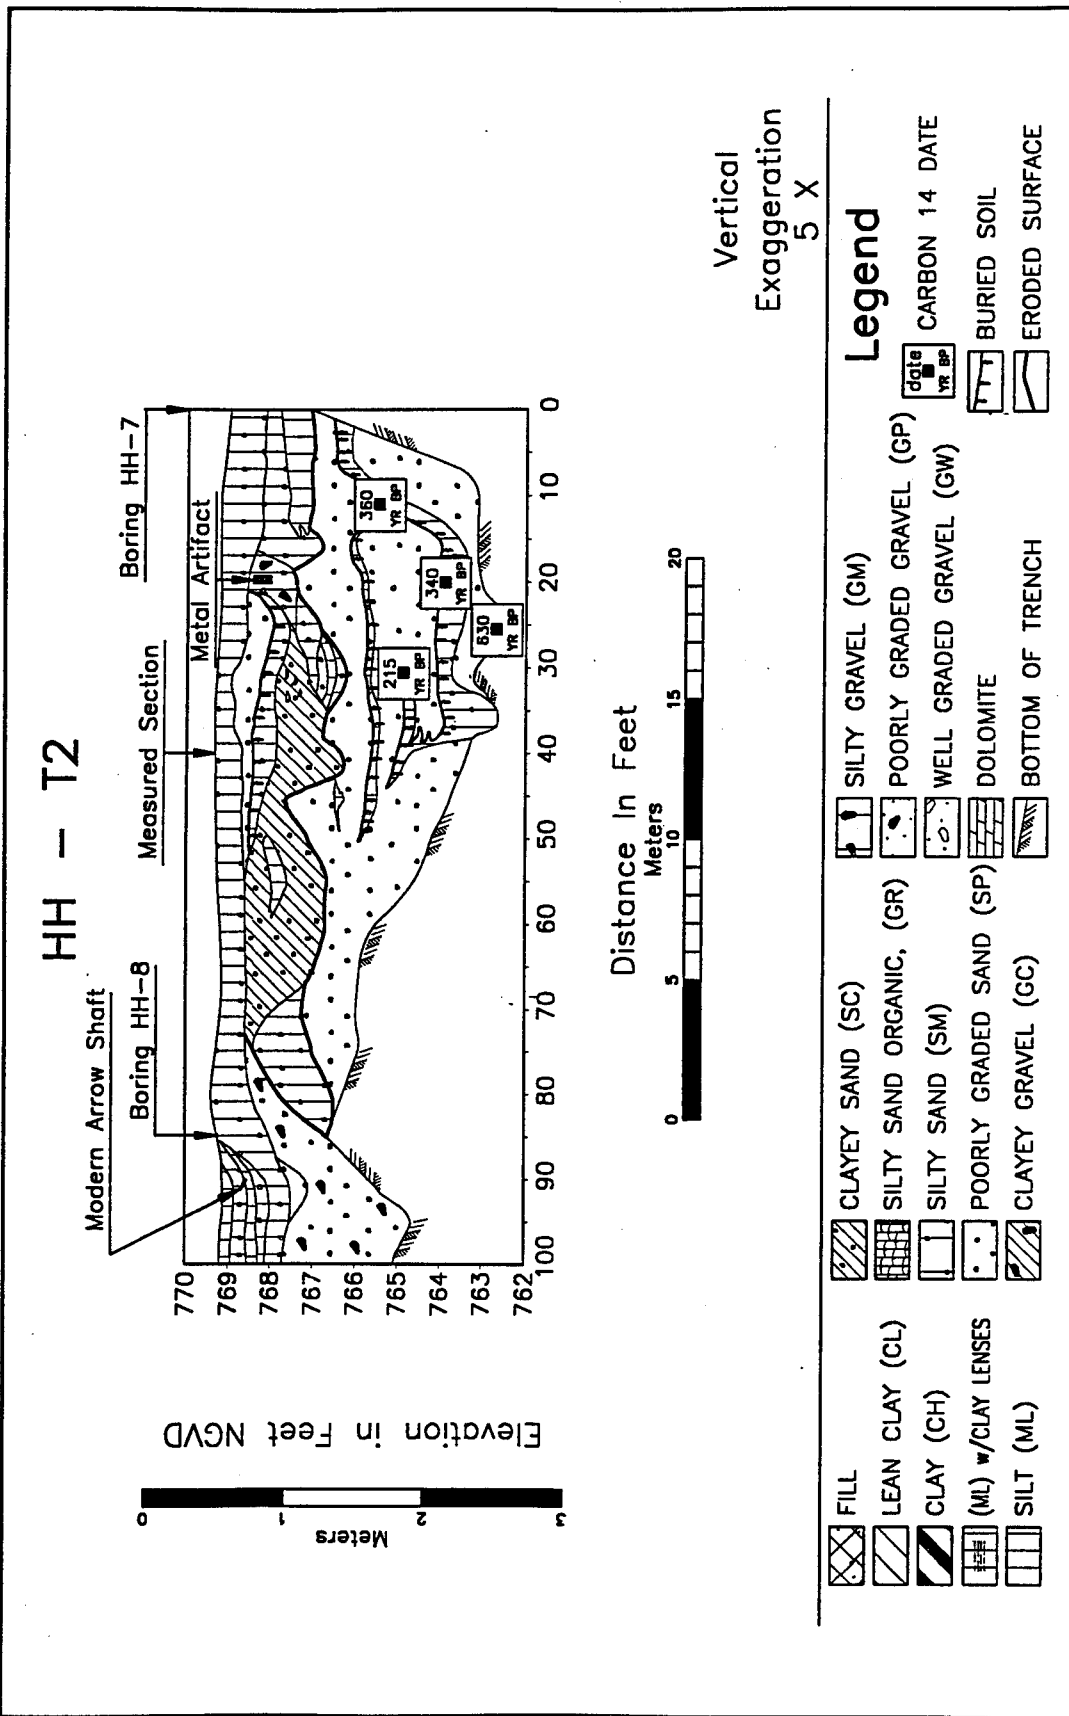 HH - T2
Modern Arrow Shaft
Boring HH-8
Measured Section
Metal Artifact
Boring HH-7
770
769
768
767
766
765
764
763
762
Elevation in Feet NGVD
0
1
2
3
Meters
215
YR BP
630
YR BP
340
YR BP
360
YR BP
100
90
80
70
60
50
40
30
20
10
0
Distance In Feet
Meters
0
5
10
15
20
Vertical
Exaggeration
5 X
Legend
FILL
LEAN CLAY (CL)
CLAY (CH)
(ML) w/CLAY LENSES
SILT (ML)
CLAYEY SAND (SC)
SILTY SAND ORGANIC, (GR)
SILTY SAND (SM)
POORLY GRADED SAND (SP)
CLAYEY GRAVEL (GC)
SILTY GRAVEL (GM)
POORLY GRADED GRAVEL (GP)
WELL GRADED GRAVEL (GW)
DOLOMITE
BOTTOM OF TRENCH
date
YR BP
CARBON 14 DATE
BURIED SOIL
ERODED SURFACE